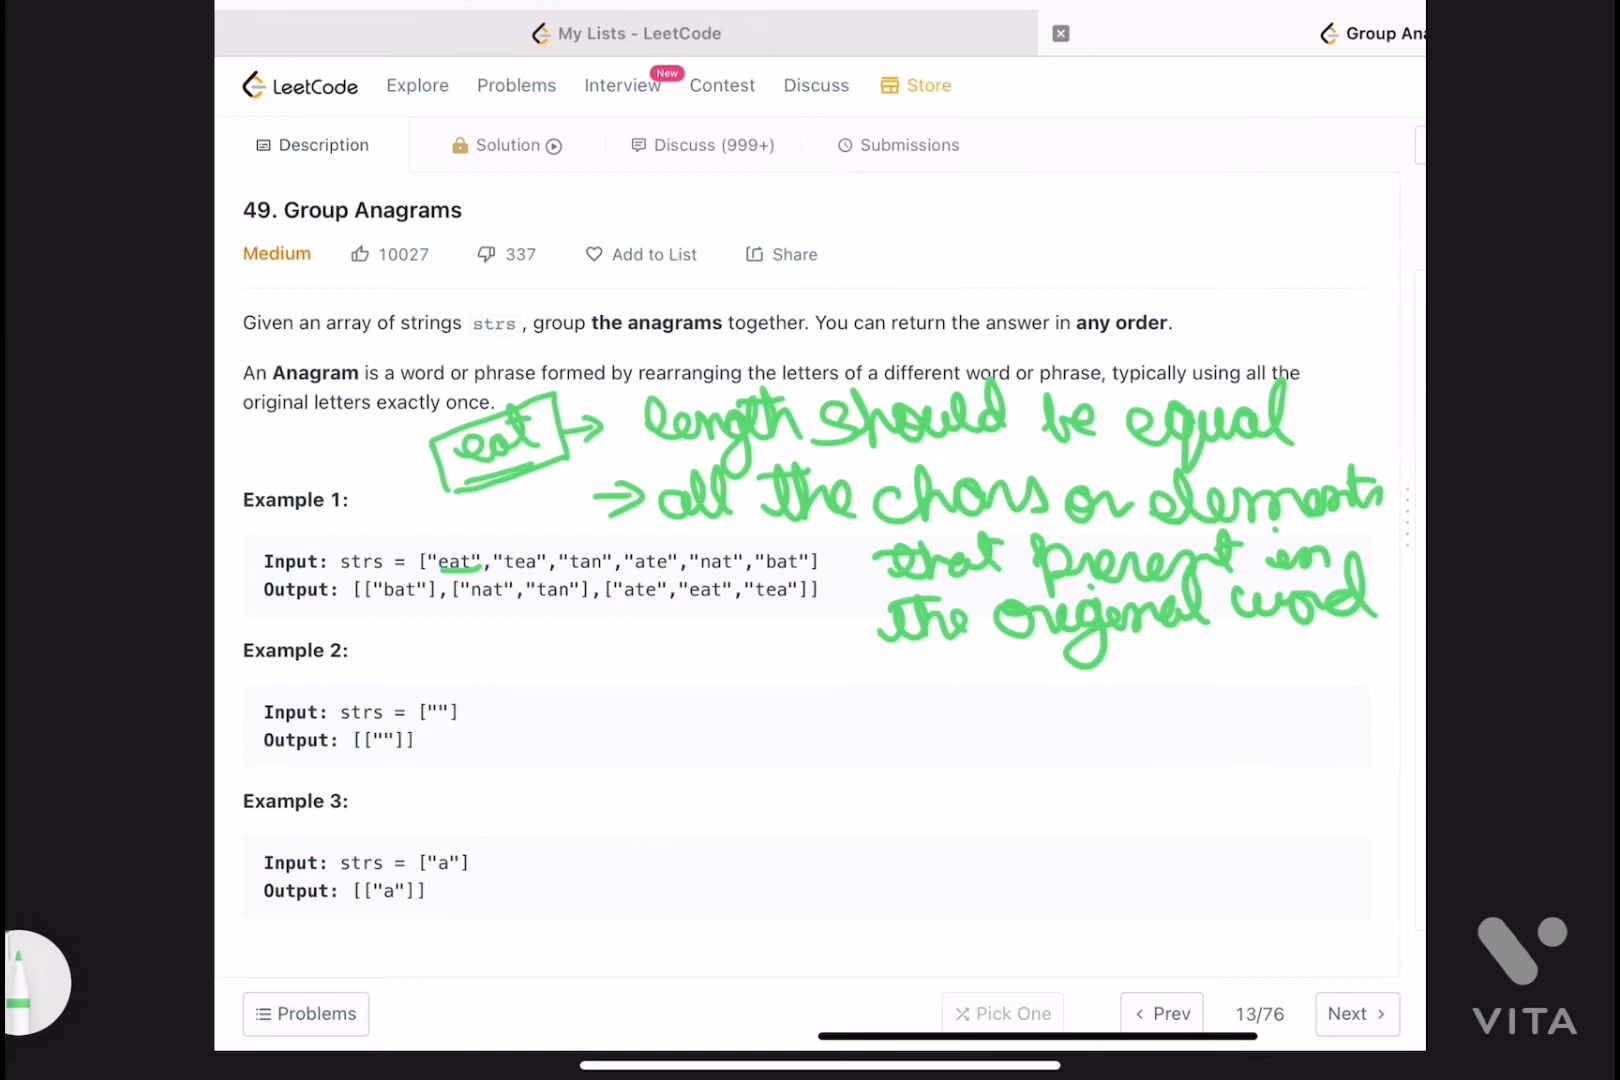 My Lists - LeetCode
Group Ana
LeetCode Explore Problems Interview New Contest Discuss Store
Description Solution Discuss (999+) Submissions
49. Group Anagrams
Medium 10027 337 Add to List Share
Given an array of strings strs, group the anagrams together. You can return the answer in any order.
An Anagram is a word or phrase formed by rearranging the letters of a different word or phrase, typically using all the
original letters exactly once.
eat → length should be equal
→ all the chars or elements
that present in
the original word
Example 1:
Input: strs = ["eat","tea","tan","ate","nat","bat"]
Output: [["bat"],["nat","tan"],["ate","eat","tea"]]
Example 2:
Input: strs = [""]
Output: [[""]]
Example 3:
Input: strs = ["a"]
Output: [["a"]]
Problems Pick One < Prev 13/76 Next >
VITA